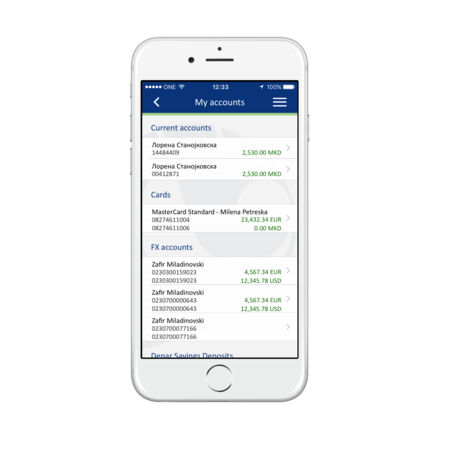 ONE 12:33 100%
My accounts
Current accounts
Лорена Станојковска
14484409 2,530.00 MKD
Лорена Станојковска
00412871 2,530.00 MKD
Cards
MasterCard Standard - Milena Petreska
08274611004 23,432.34 EUR
08274611006 0.00 MKD
FX accounts
Zafir Miladinovski
0230300159023 4,567.34 EUR
0230300159023 12,345.78 USD
Zafir Miladinovski
0230700000643 4,567.34 EUR
0230700000643 12,345.78 USD
Zafir Miladinovski
0230700077166
0230700077166
Denar Savings Deposits